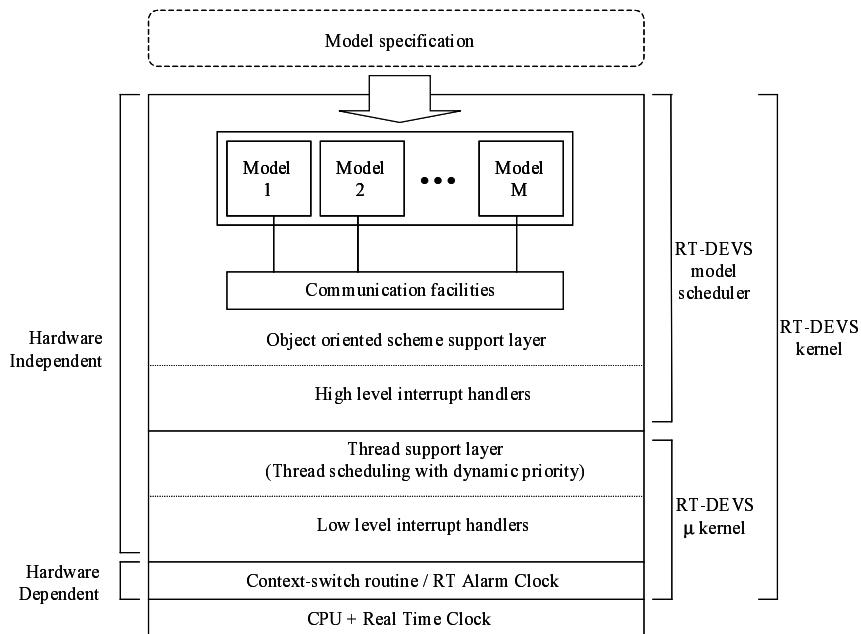 Model specification
Model
1
Model
2
Model
M
Communication facilities
Object oriented scheme support layer
High level interrupt handlers
Thread support layer
(Thread scheduling with dynamic priority)
Low level interrupt handlers
Context-switch routine / RT Alarm Clock
CPU + Real Time Clock
Hardware
Independent
Hardware
Dependent
RT-DEVS
model
scheduler
RT-DEVS
μ kernel
RT-DEVS
kernel